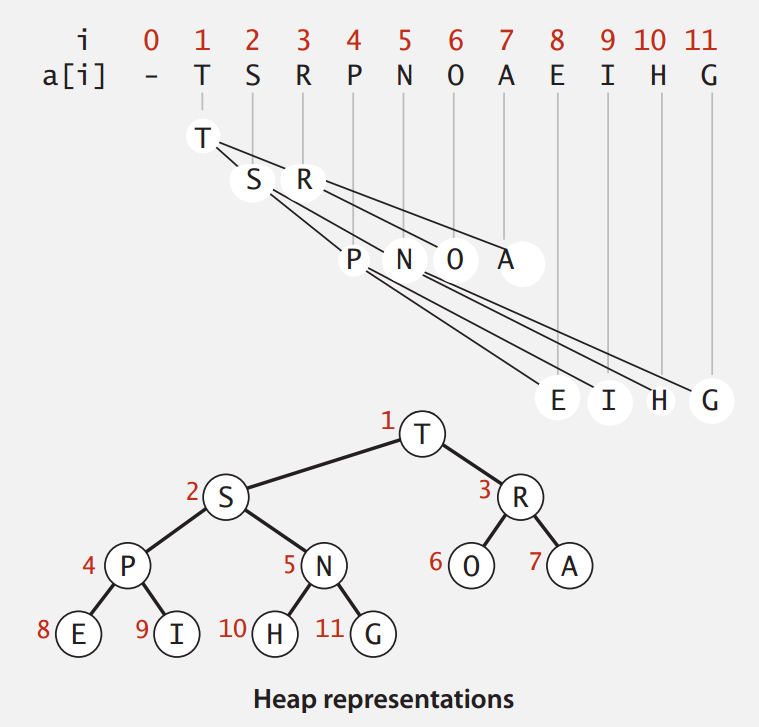 i 0 1 2 3 4 5 6 7 8 9 10 11
a[i] - T S R P N O A E I H G
T
S R
P N O A
E I H G
1 T
2 S 3 R
4 P 5 N 6 O 7 A
8 E 9 I 10 H 11 G
Heap representations